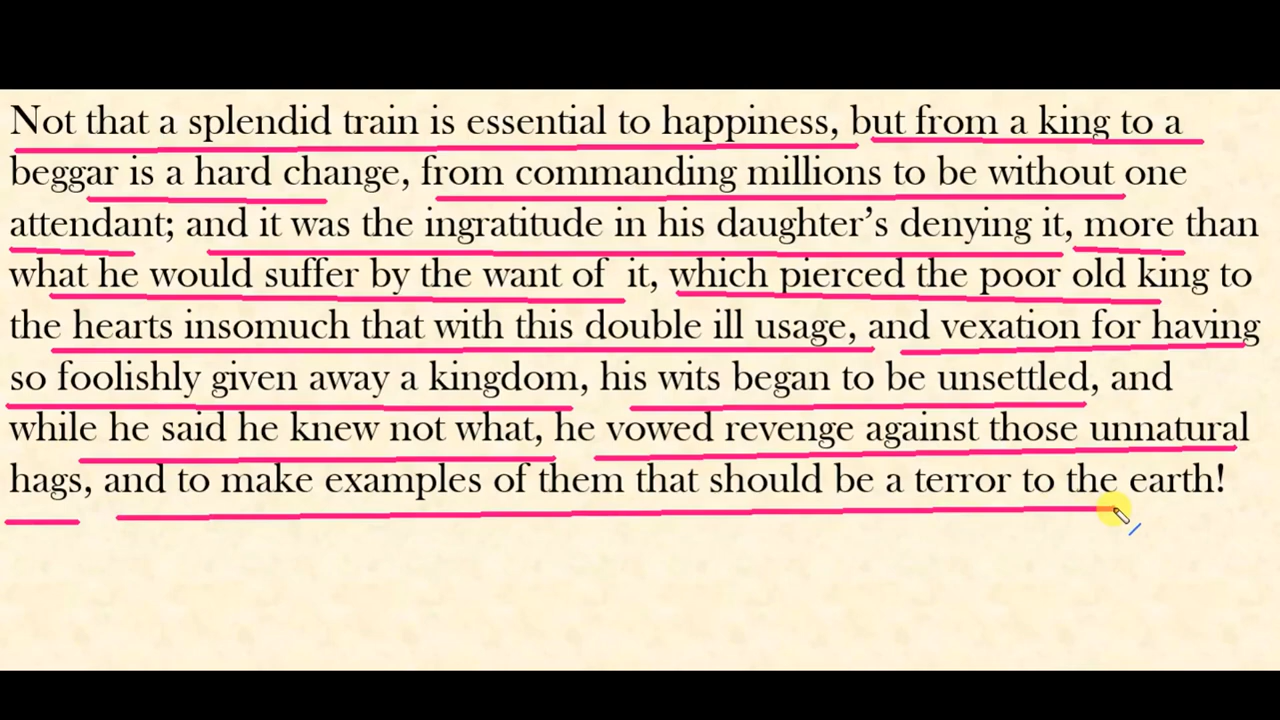 Not that a splendid train is essential to happiness, but from a king to a
beggar is a hard change, from commanding millions to be without one
attendant; and it was the ingratitude in his daughter’s denying it, more than
what he would suffer by the want of it, which pierced the poor old king to
the hearts insomuch that with this double ill usage, and vexation for having
so foolishly given away a kingdom, his wits began to be unsettled, and
while he said he knew not what, he vowed revenge against those unnatural
hags, and to make examples of them that should be a terror to the earth!